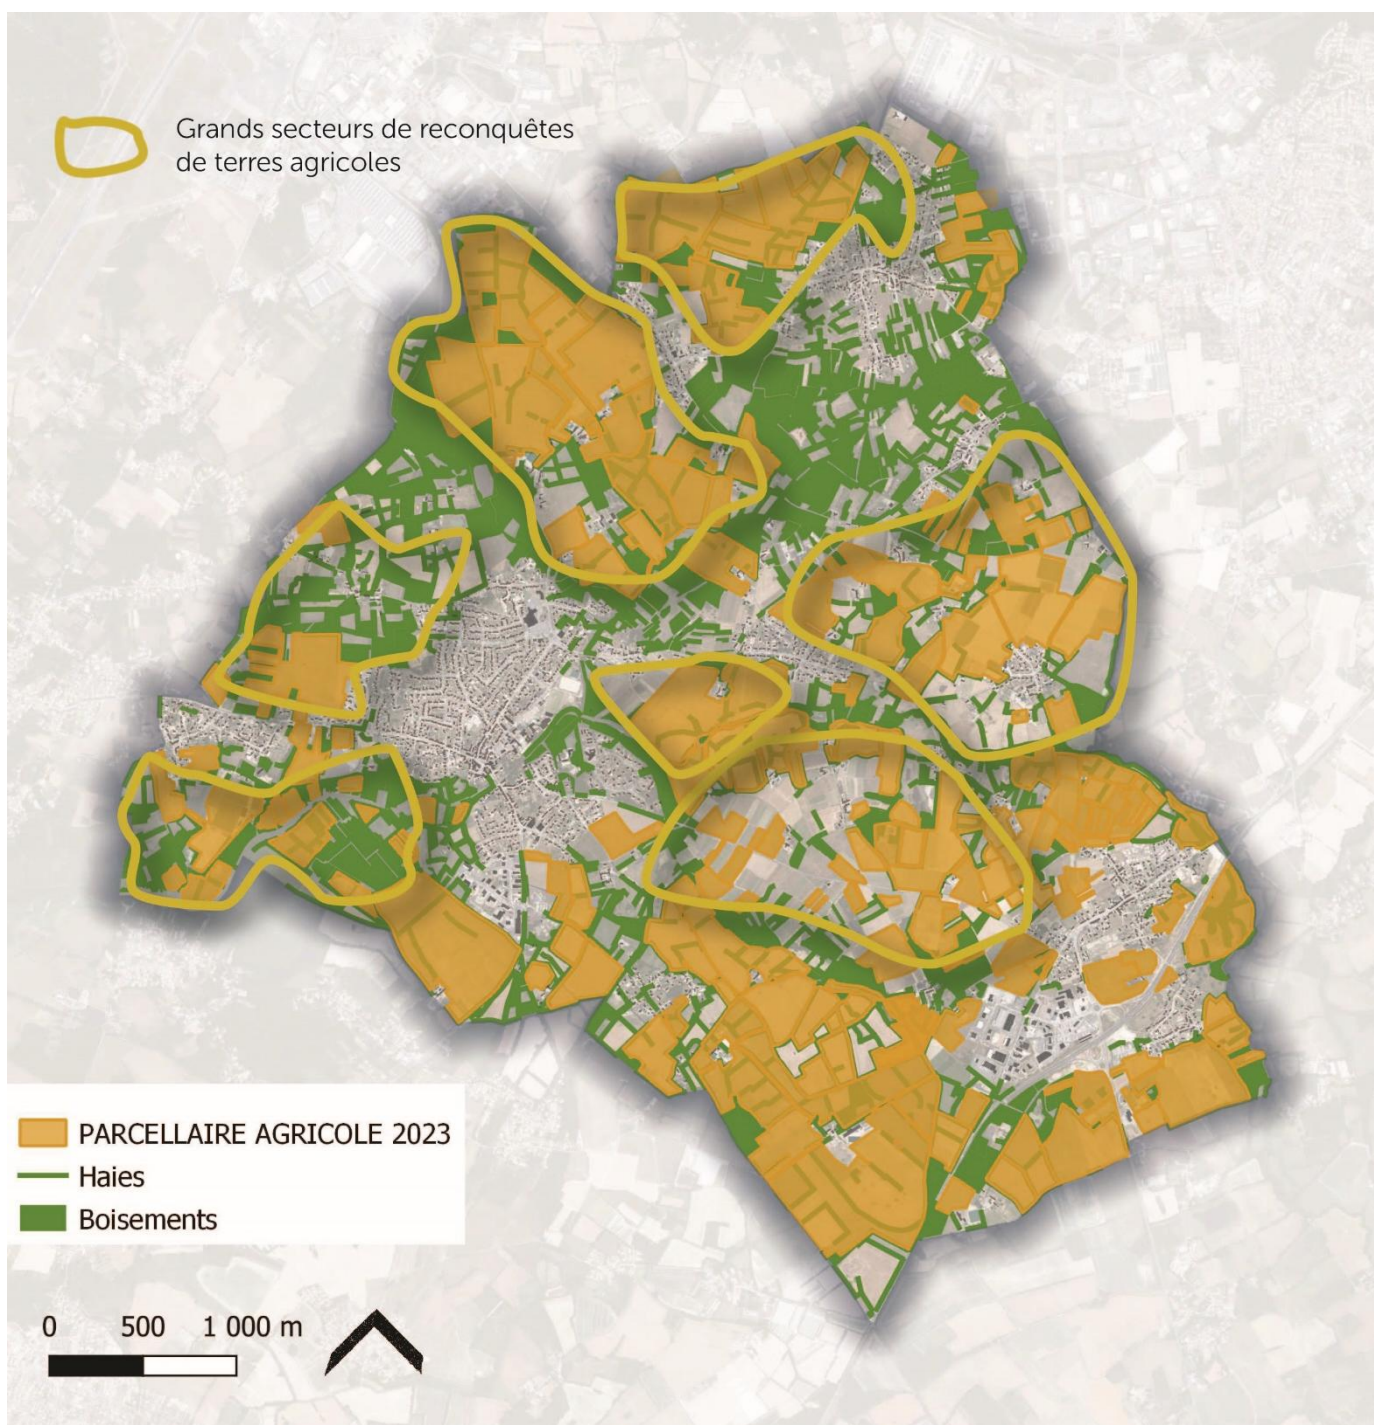 Grands secteurs de reconquêtes
de terres agricoles
PARCELLAIRE AGRICOLE 2023
Haies
Boisements
0 500 1 000 m